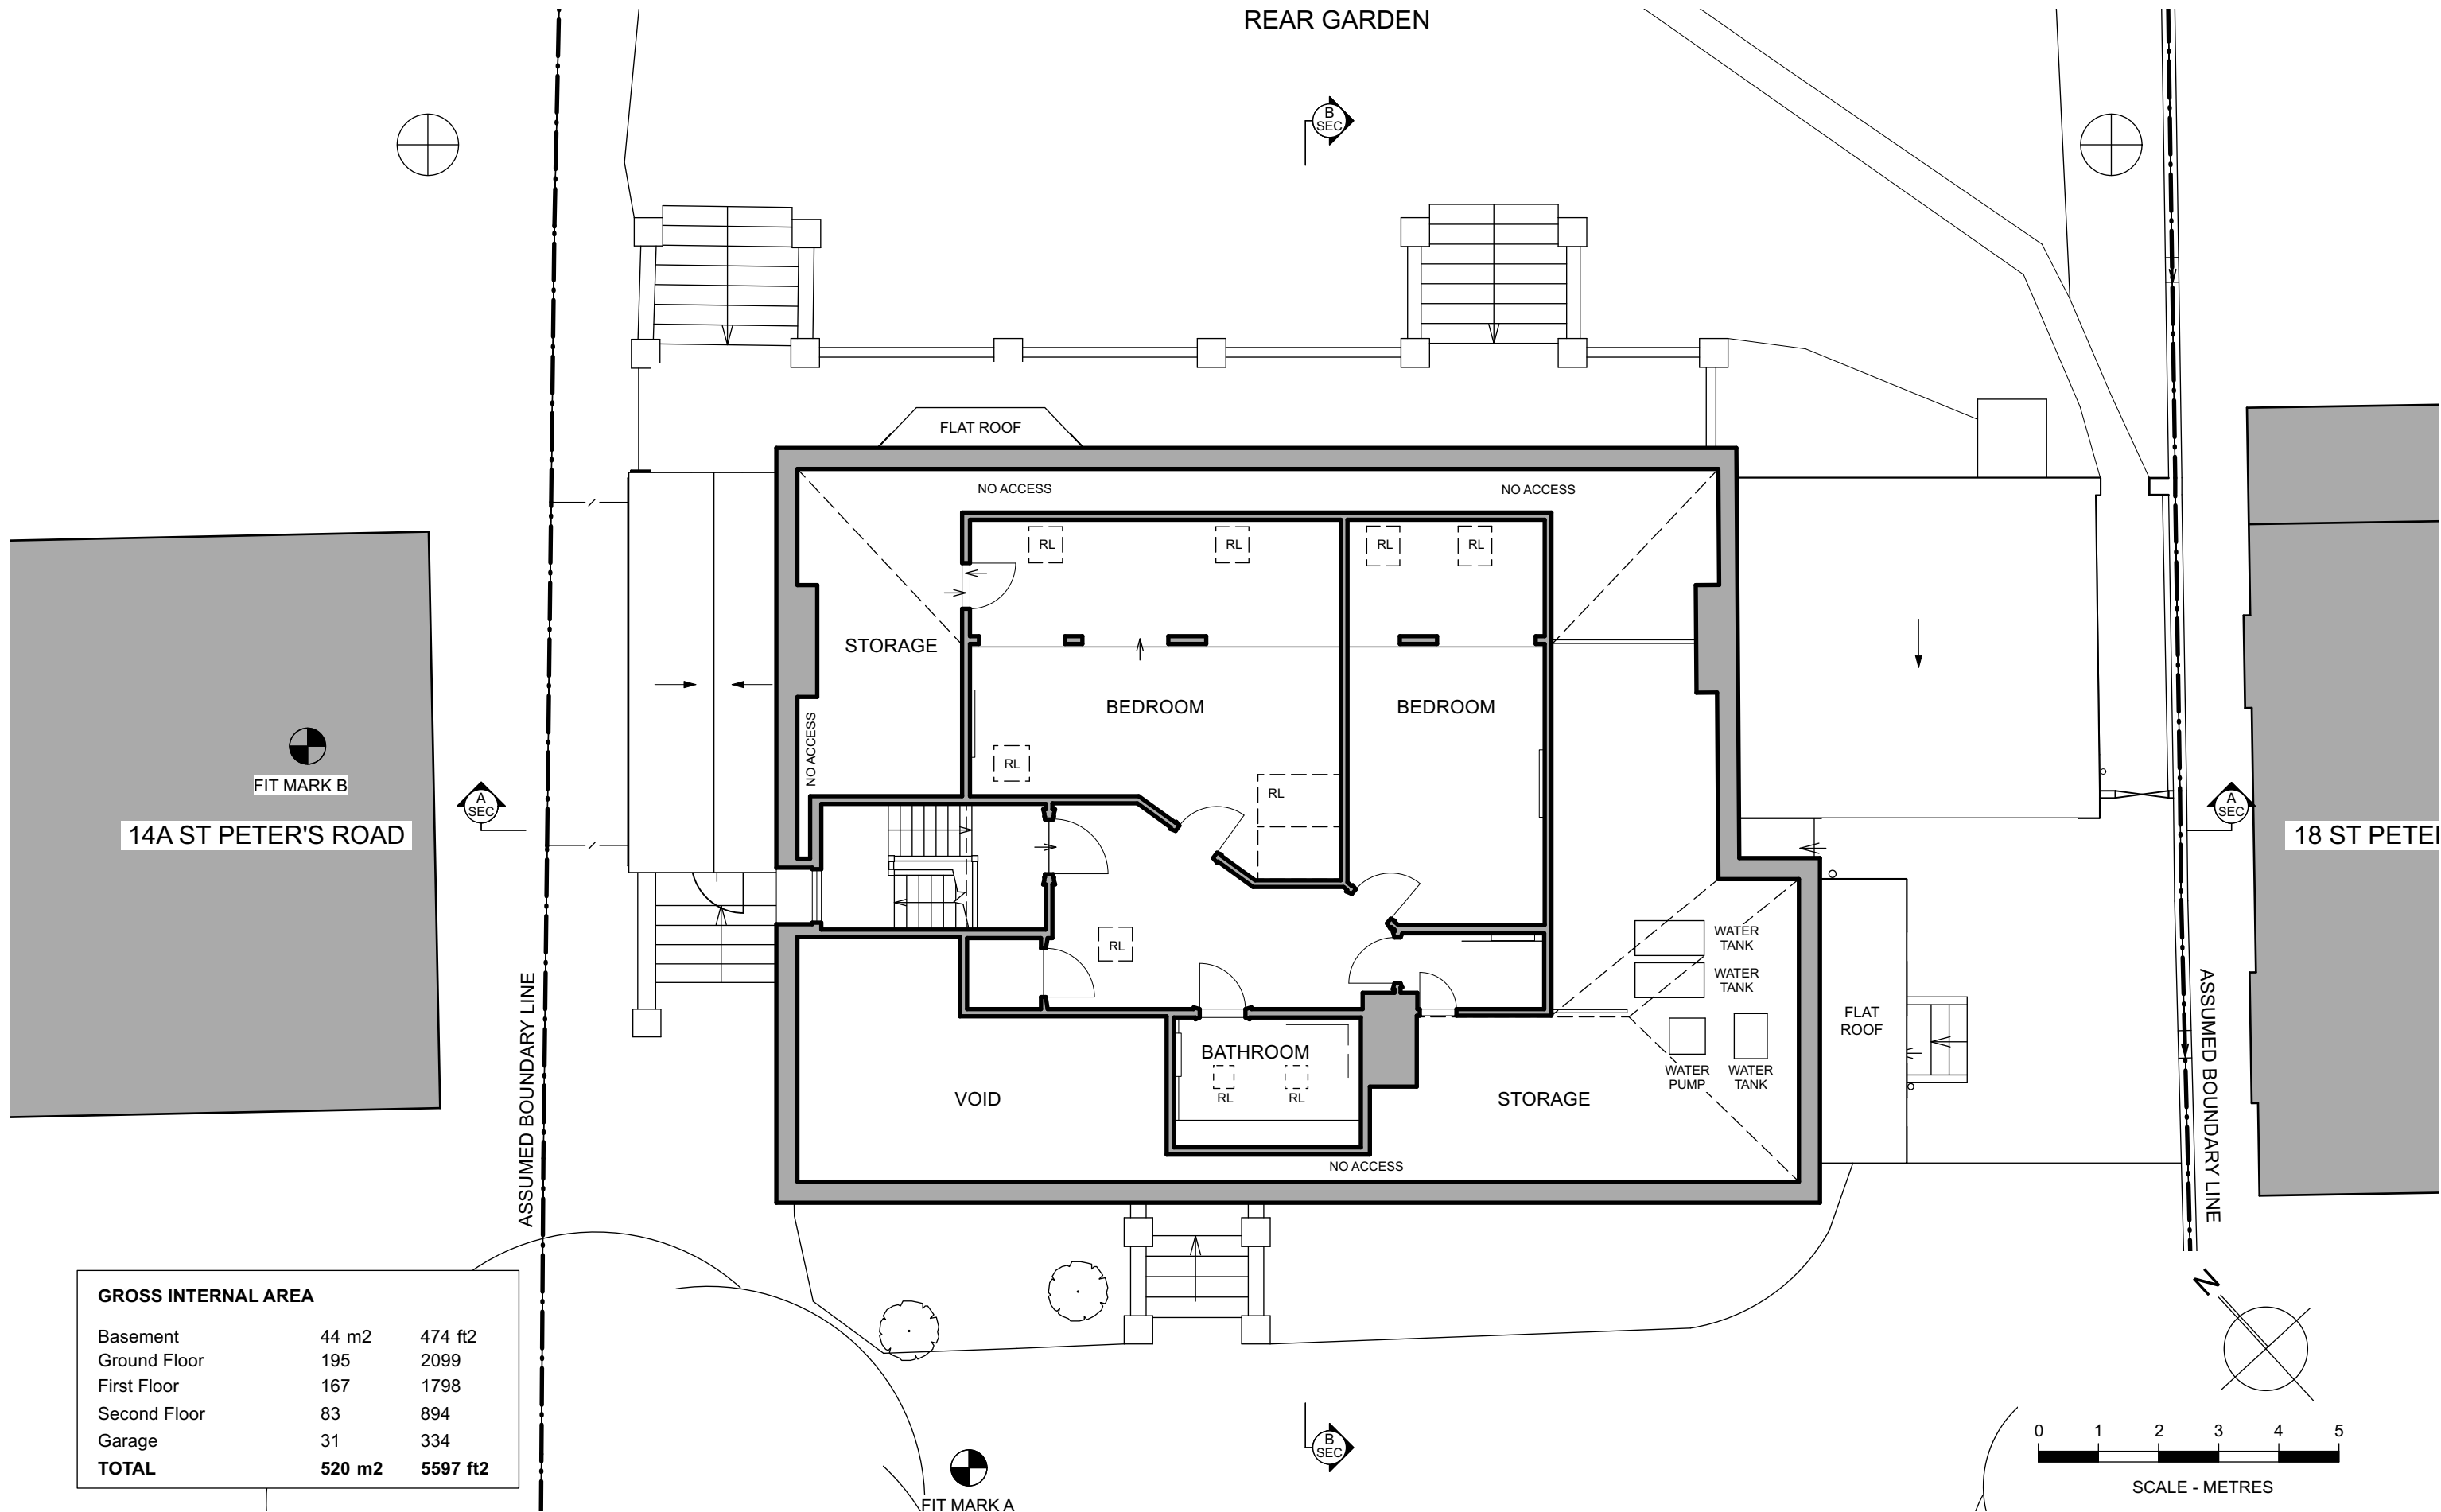 REAR GARDEN
B
SEC
FLAT ROOF
NO ACCESS
NO ACCESS
RL
RL
RL
RL
STORAGE
BEDROOM
BEDROOM
NO ACCESS
RL
RL
FIT MARK B
A
SEC
A
SEC
14A ST PETER'S ROAD
18 ST PETE
RL
WATER
TANK
WATER
TANK
ASSUMED BOUNDARY LINE
ASSUMED BOUNDARY LINE
FLAT
ROOF
BATHROOM
RL
RL
WATER
PUMP
WATER
TANK
VOID
STORAGE
NO ACCESS
GROSS INTERNAL AREA
Basement 44 m2 474 ft2
Ground Floor 195 2099
First Floor 167 1798
Second Floor 83 894
Garage 31 334
TOTAL 520 m2 5597 ft2
N
B
SEC
FIT MARK A
0 1 2 3 4 5
SCALE - METRES